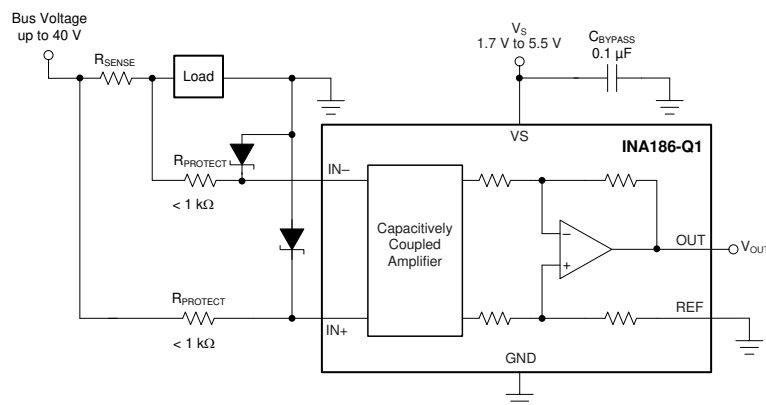 Bus Voltage
up to 40 V
RSENSE
Load
VS
1.7 V to 5.5 V
CBYPASS
0.1 µF
VS
INA186-Q1
RPROTECT
< 1 kΩ
IN–
Capacitively
Coupled
Amplifier
–
+
OUT
VOUT
RPROTECT
< 1 kΩ
IN+
REF
GND